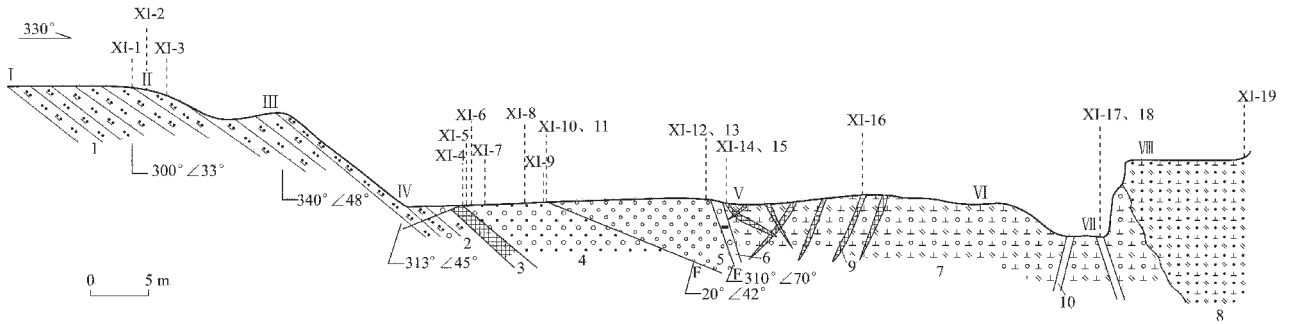 330°
XI-2
XI-1
XI-3
I
II
III
1
300°∠33°
340°∠48°
XI-6
XI-5
XI-4
XI-7
XI-8
XI-10、11
XI-9
IV
2
3
4
313°∠45°
XI-12、13
XI-14、15
V
XI-16
VI
XI-17、18
VII
VIII
XI-19
F
5
F
6
310°∠70°
20°∠42°
9
7
10
8
0 5 m